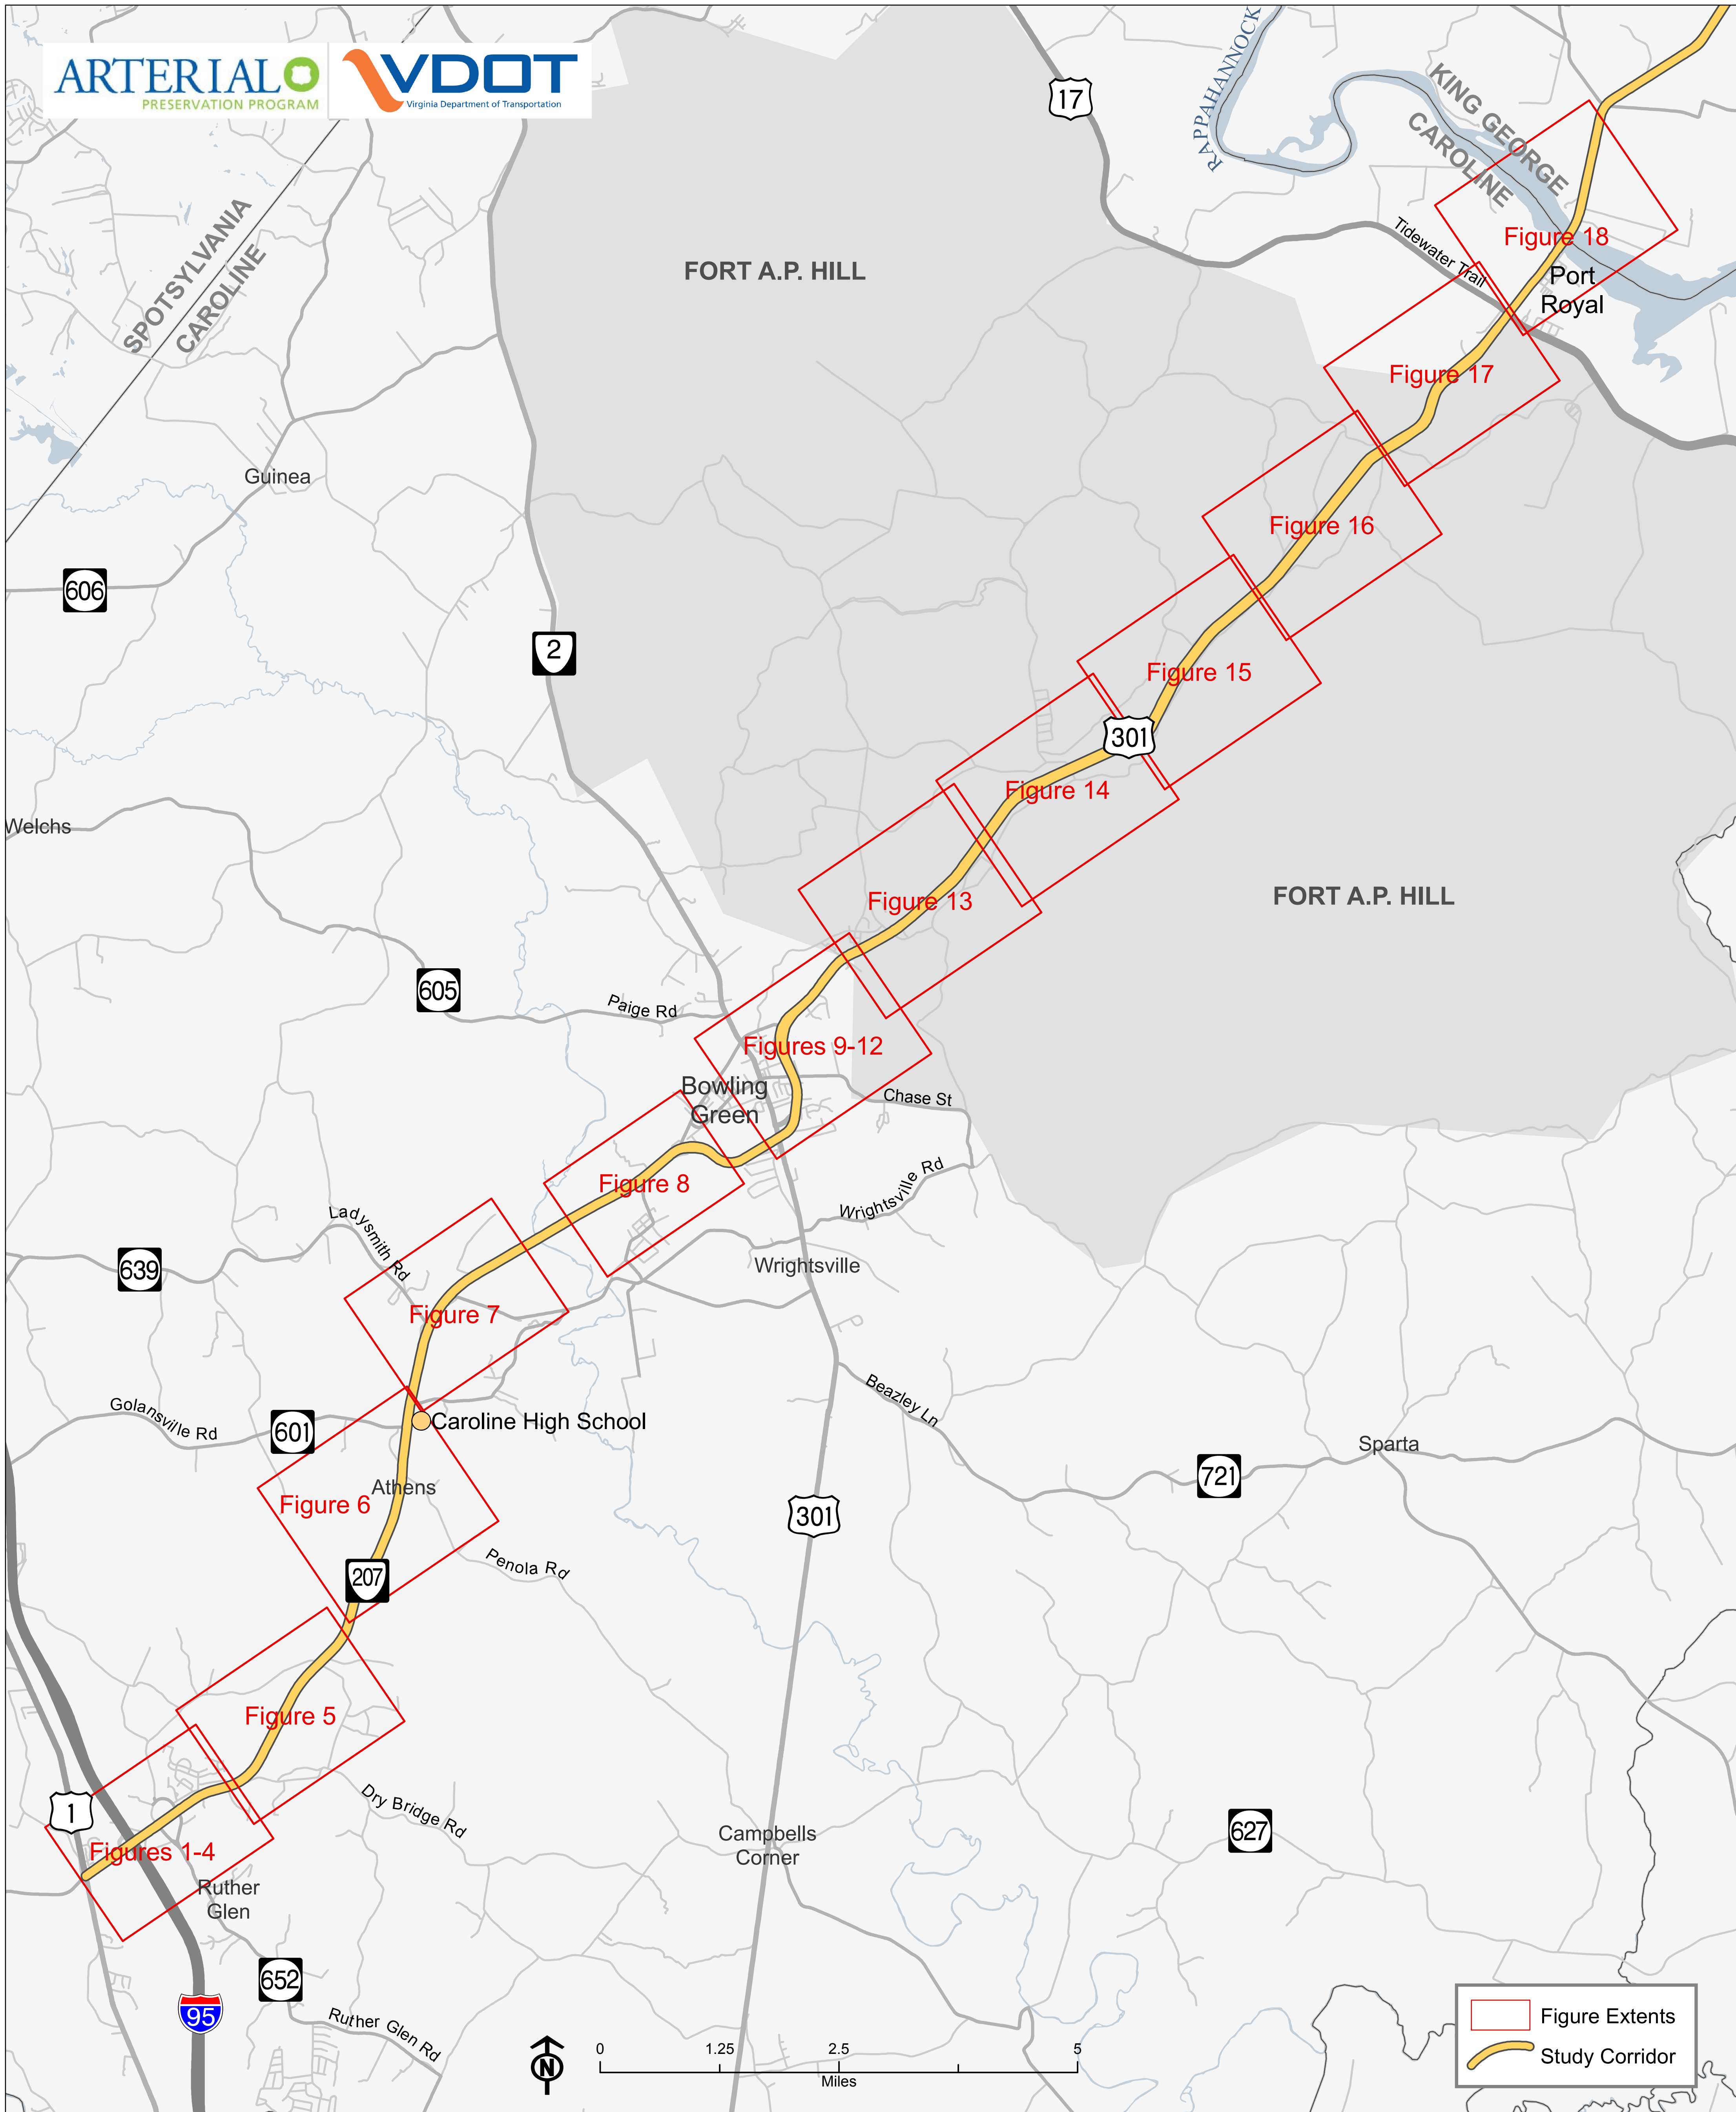 ARTERIAL
PRESERVATION PROGRAM
VDOT
Virginia Department of Transportation
17
RAPPAHANNOCK
KING GEORGE
CAROLINE
SPOTSYLVANIA
CAROLINE
FORT A.P. HILL
Tidewater Trail
Figure 18
Port
Royal
Figure 17
Guinea
Figure 16
606
2
Figure 15
301
Figure 14
Welchs
Figure 13
FORT A.P. HILL
605
Paige Rd
Figures 9-12
Bowling
Green
Chase St
Figure 8
Wrightsville Rd
Ladysmith Rd
639
Wrightsville
Figure 7
Beazley Ln
Golansville Rd
601
Caroline High School
Sparta
721
Athens
Figure 6
301
Penola Rd
207
Figure 5
1
Dry Bridge Rd
Figures 1-4
Campbells
Corner
627
Ruther
Glen
652
95
Ruther Glen Rd
N
0 1.25 2.5 5
Miles
Figure Extents
Study Corridor